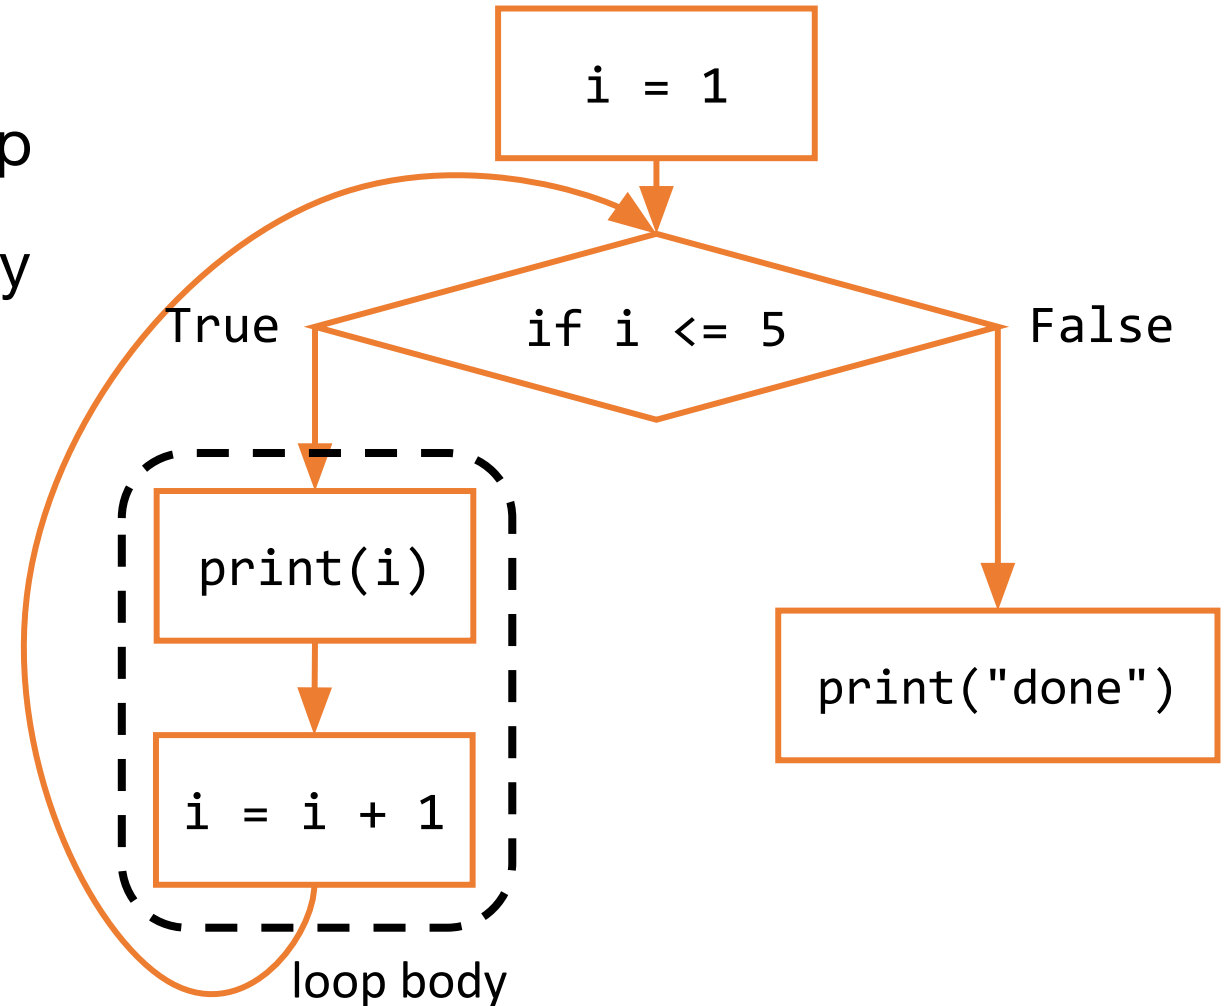 i = 1
p
y
True
if i <= 5
False
print(i)
print("done")
i = i + 1
loop body